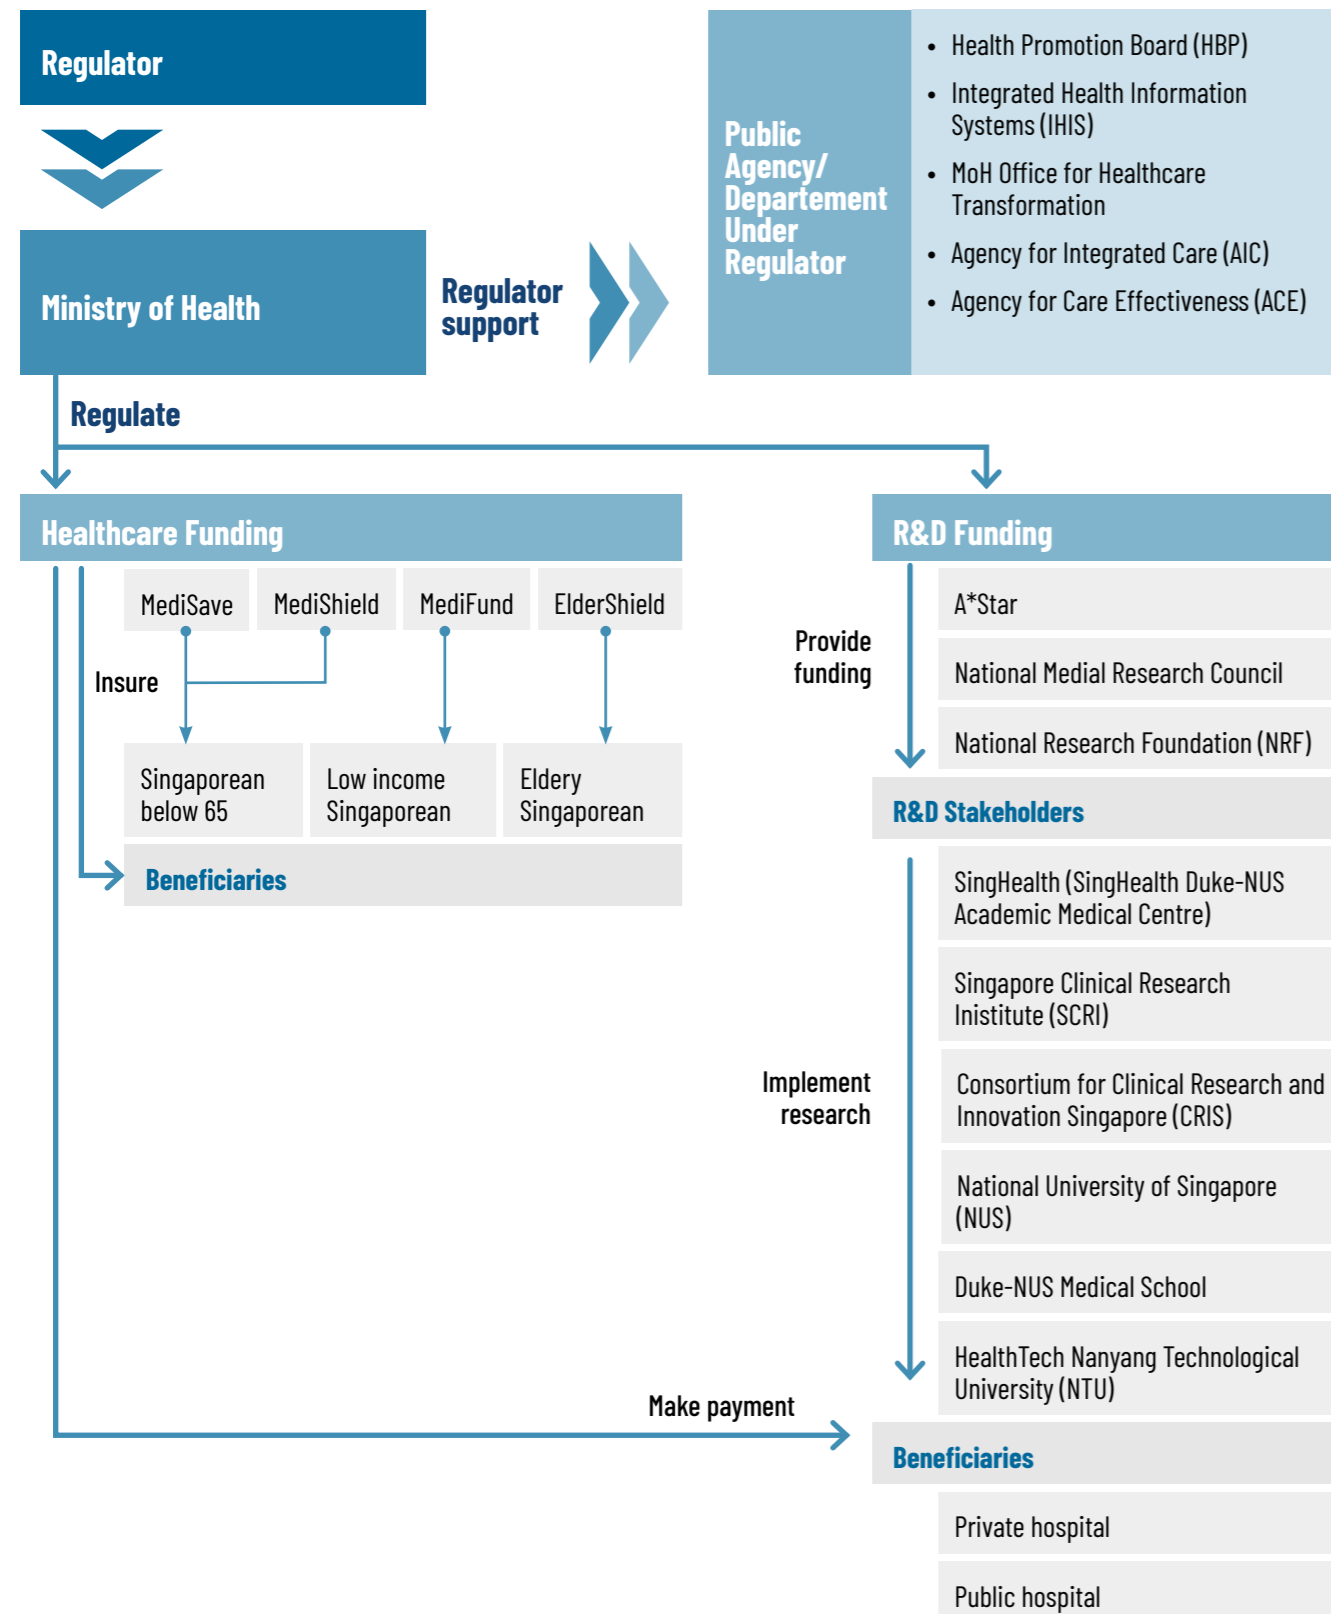 Regulator
Ministry of Health
Regulator
support
Public
Agency/
Departement
Under
Regulator
• Health Promotion Board (HBP)
• Integrated Health Information
Systems (IHIS)
• MoH Office for Healthcare
Transformation
• Agency for Integrated Care (AIC)
• Agency for Care Effectiveness (ACE)
Regulate
Healthcare Funding
MediSave
MediShield
MediFund
ElderShield
Insure
Singaporean
below 65
Low income
Singaporean
Eldery
Singaporean
Beneficiaries
R&D Funding
Provide
funding
A*Star
National Medial Research Council
National Research Foundation (NRF)
R&D Stakeholders
Implement
research
SingHealth (SingHealth Duke-NUS
Academic Medical Centre)
Singapore Clinical Research
Inistitute (SCRI)
Consortium for Clinical Research and
Innovation Singapore (CRIS)
National University of Singapore
(NUS)
Duke-NUS Medical School
HealthTech Nanyang Technological
University (NTU)
Make payment
Beneficiaries
Private hospital
Public hospital